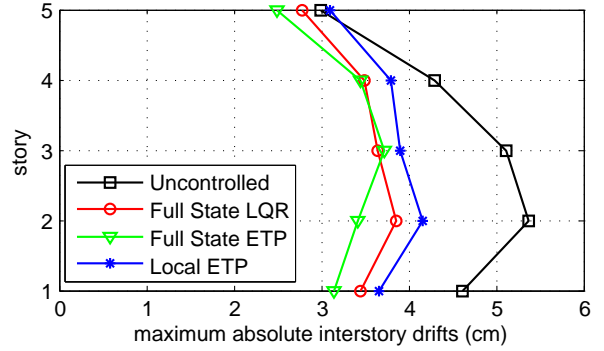 5
4
3
2
1
story
Uncontrolled
Full State LQR
Full State ETP
Local ETP
0 1 2 3 4 5 6
maximum absolute interstory drifts (cm)